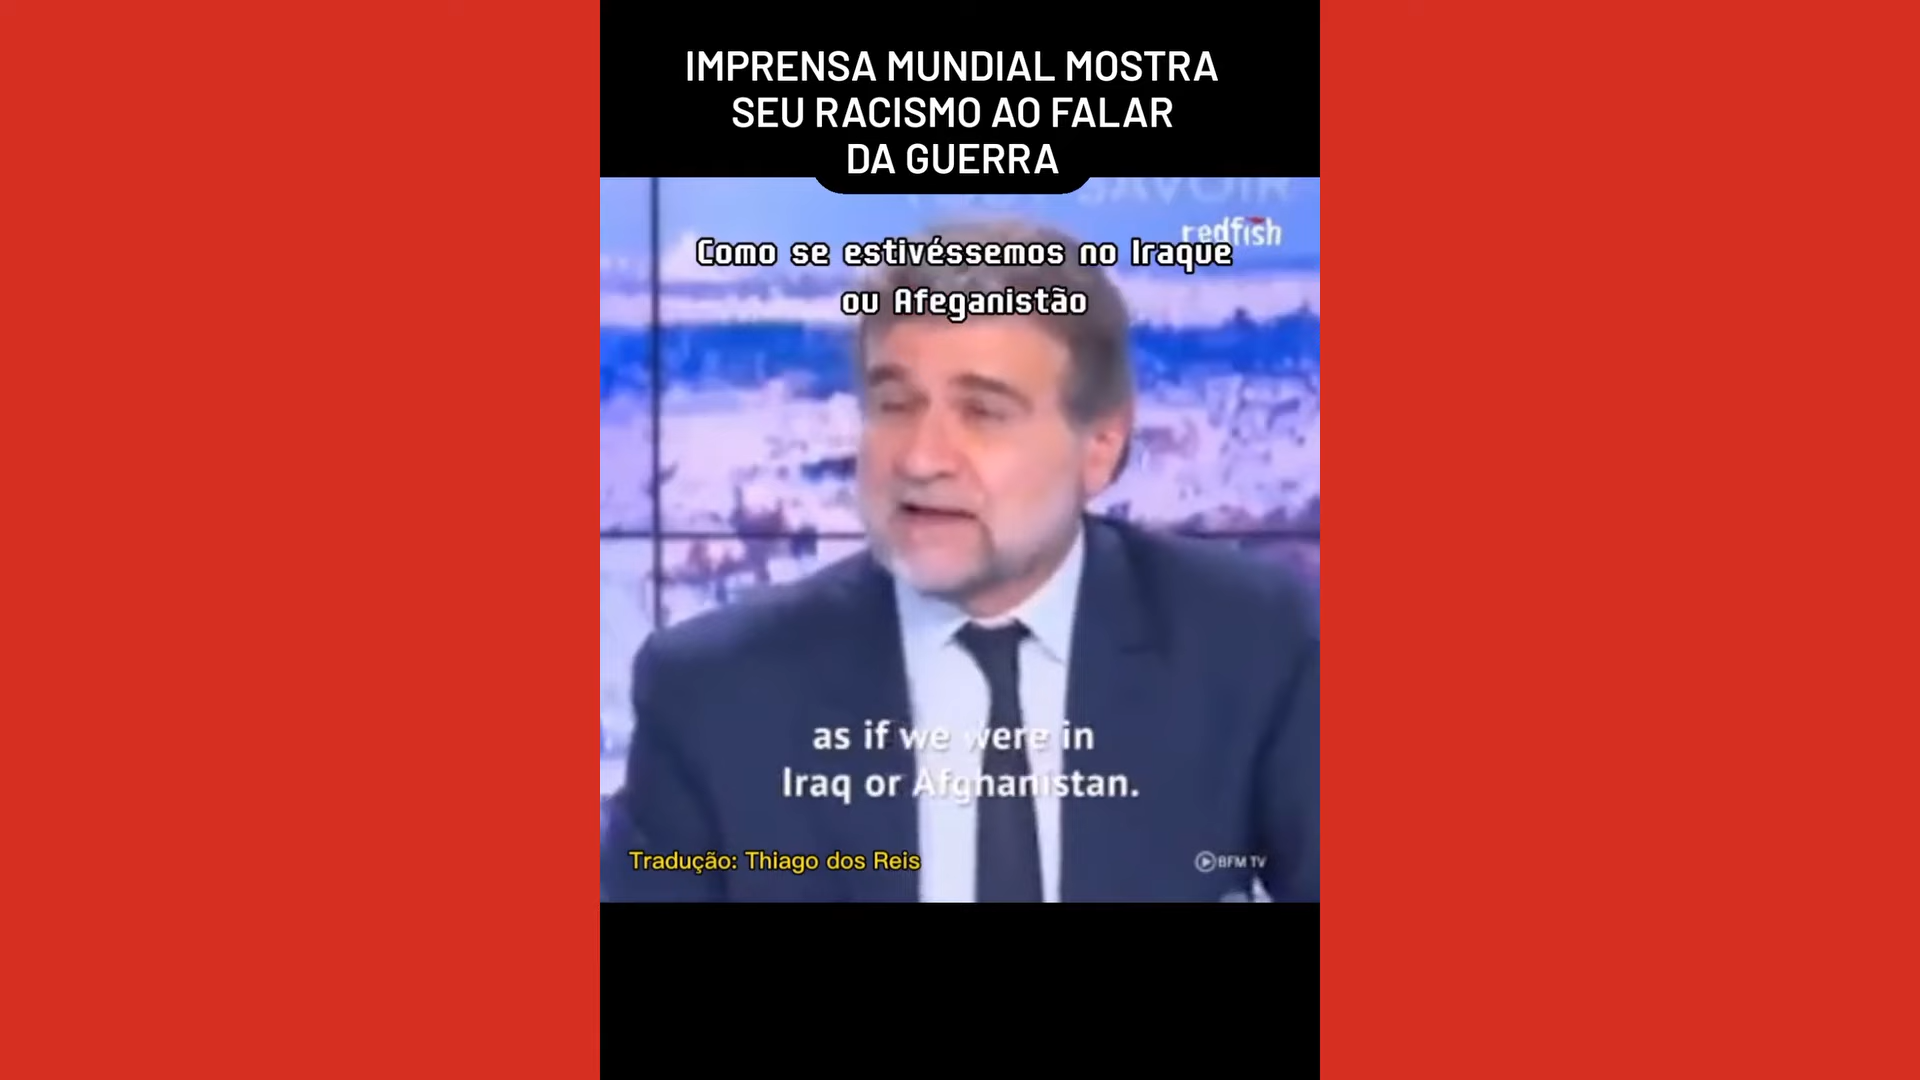 IMPRENSA MUNDIAL MOSTRA
SEU RACISMO AO FALAR
DA GUERRA
SAVOIR
redfish
Como se estivéssemos no Iraque
ou Afeganistão
as if we were in
Iraq or Afghanistan.
Tradução: Thiago dos Reis
BFM TV